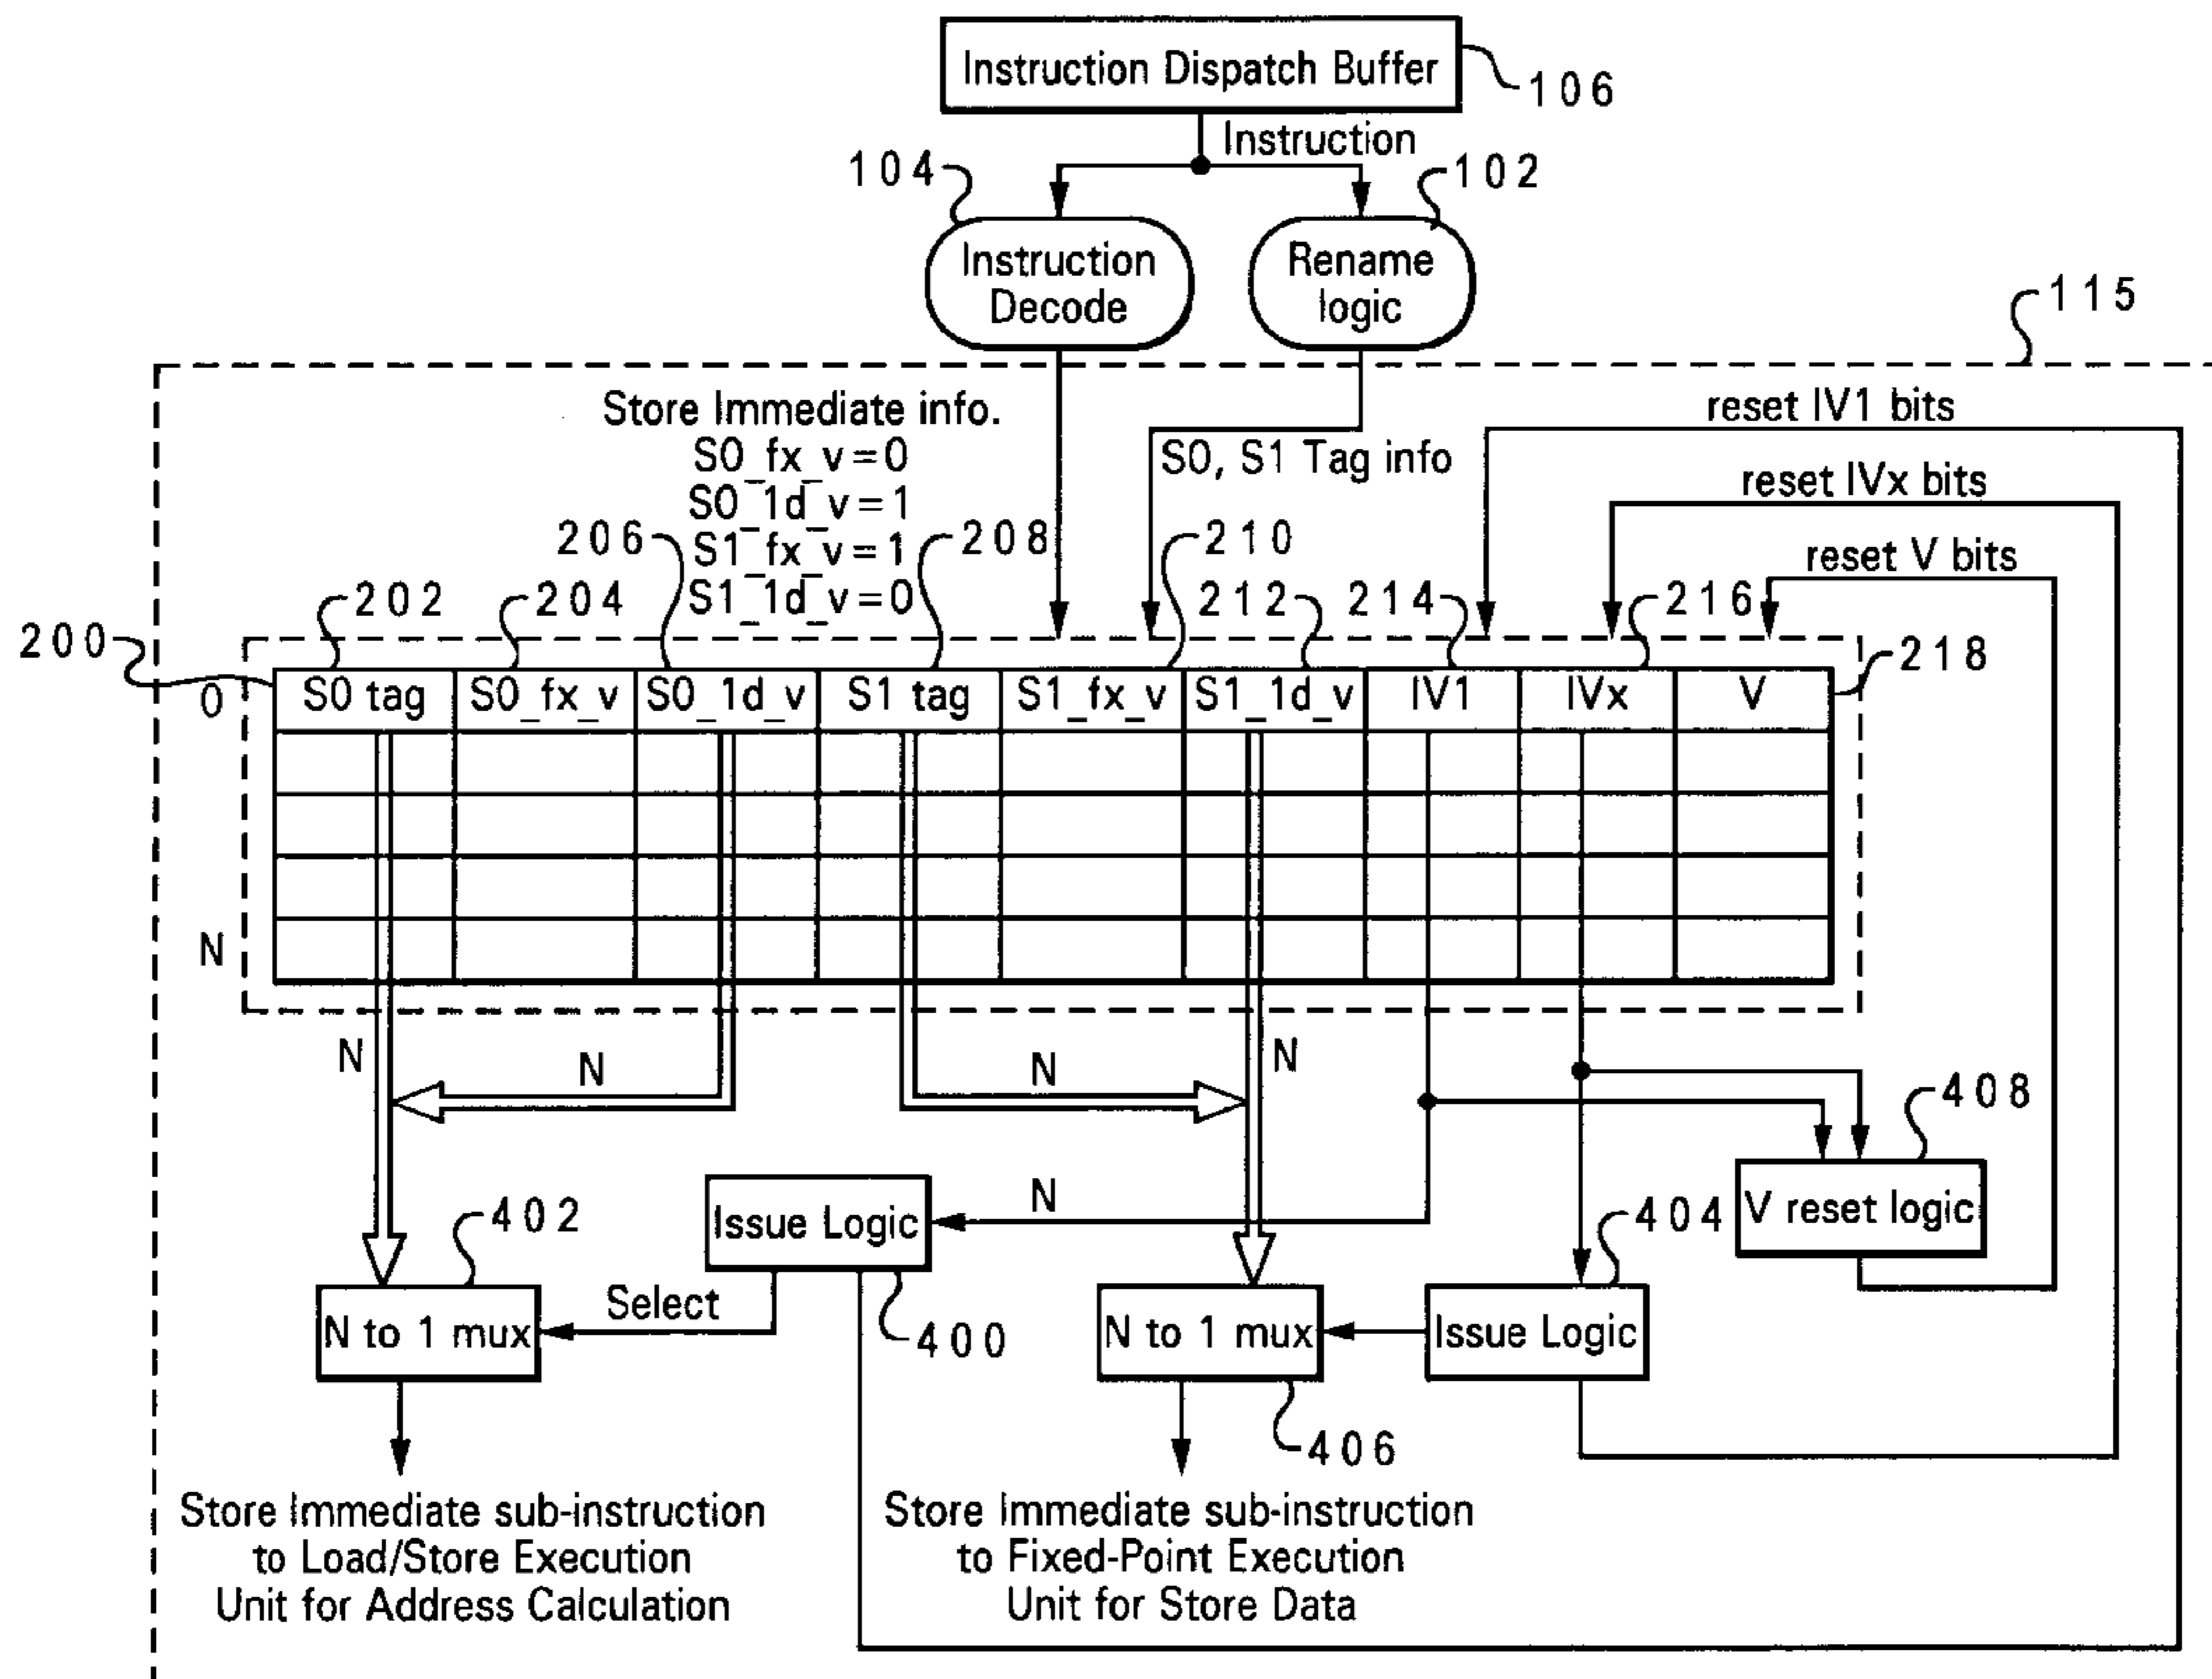 Instruction Dispatch Buffer
106
Instruction
104
102
Instruction
Decode
Rename
logic
115
Store Immediate info.
S0_fx_v=0
S0_1d_v=1
S1_fx_v=1
S1_1d_v=0
S0, S1 Tag info
reset IV1 bits
reset IVx bits
reset V bits
200
202
204
206
208
210
212
214
216
218
0
S0 tag
S0_fx_v
S0_1d_v
S1 tag
S1_fx_v
S1_1d_v
IV1
IVx
V
N
N
N
N
N
408
V reset logic
402
Issue Logic
N
404
N to 1 mux
Select
400
N to 1 mux
Issue Logic
406
Store Immediate sub-instruction
to Load/Store Execution
Unit for Address Calculation
Store Immediate sub-instruction
to Fixed-Point Execution
Unit for Store Data